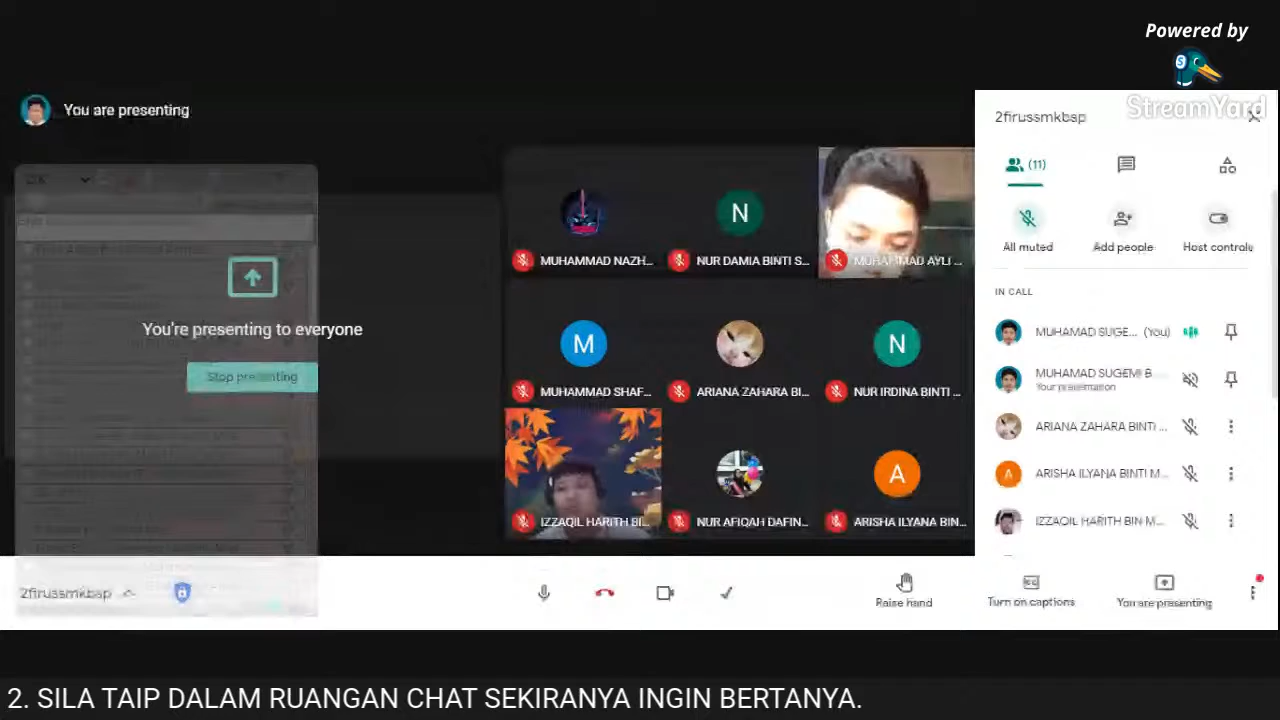 Powered by
StreamYard
You are presenting
You're presenting to everyone
Stop presenting
MUHAMMAD NAZH...
N
NUR DAMIA BINTI S...
MUHAMMAD AYLI ...
M
MUHAMMAD SHAF...
ARIANA ZAHARA BI...
N
NUR IRDINA BINTI ...
IZZAQIL HARITH BI...
NUR AFIQAH DAFIN...
A
ARISHA ILYANA BIN...
2firussmkbsp
(11)
All muted
Add people
Host controls
IN CALL
MUHAMAD SUGE... (You)
MUHAMAD SUGEMI B
Your presentation
ARIANA ZAHARA BINTI ...
A
ARISHA ILYANA BINTI M...
IZZAQIL HARITH BIN M...
2firussmkbsp
Raise hand
Turn on captions
You are presenting
2. SILA TAIP DALAM RUANGAN CHAT SEKIRANYA INGIN BERTANYA.